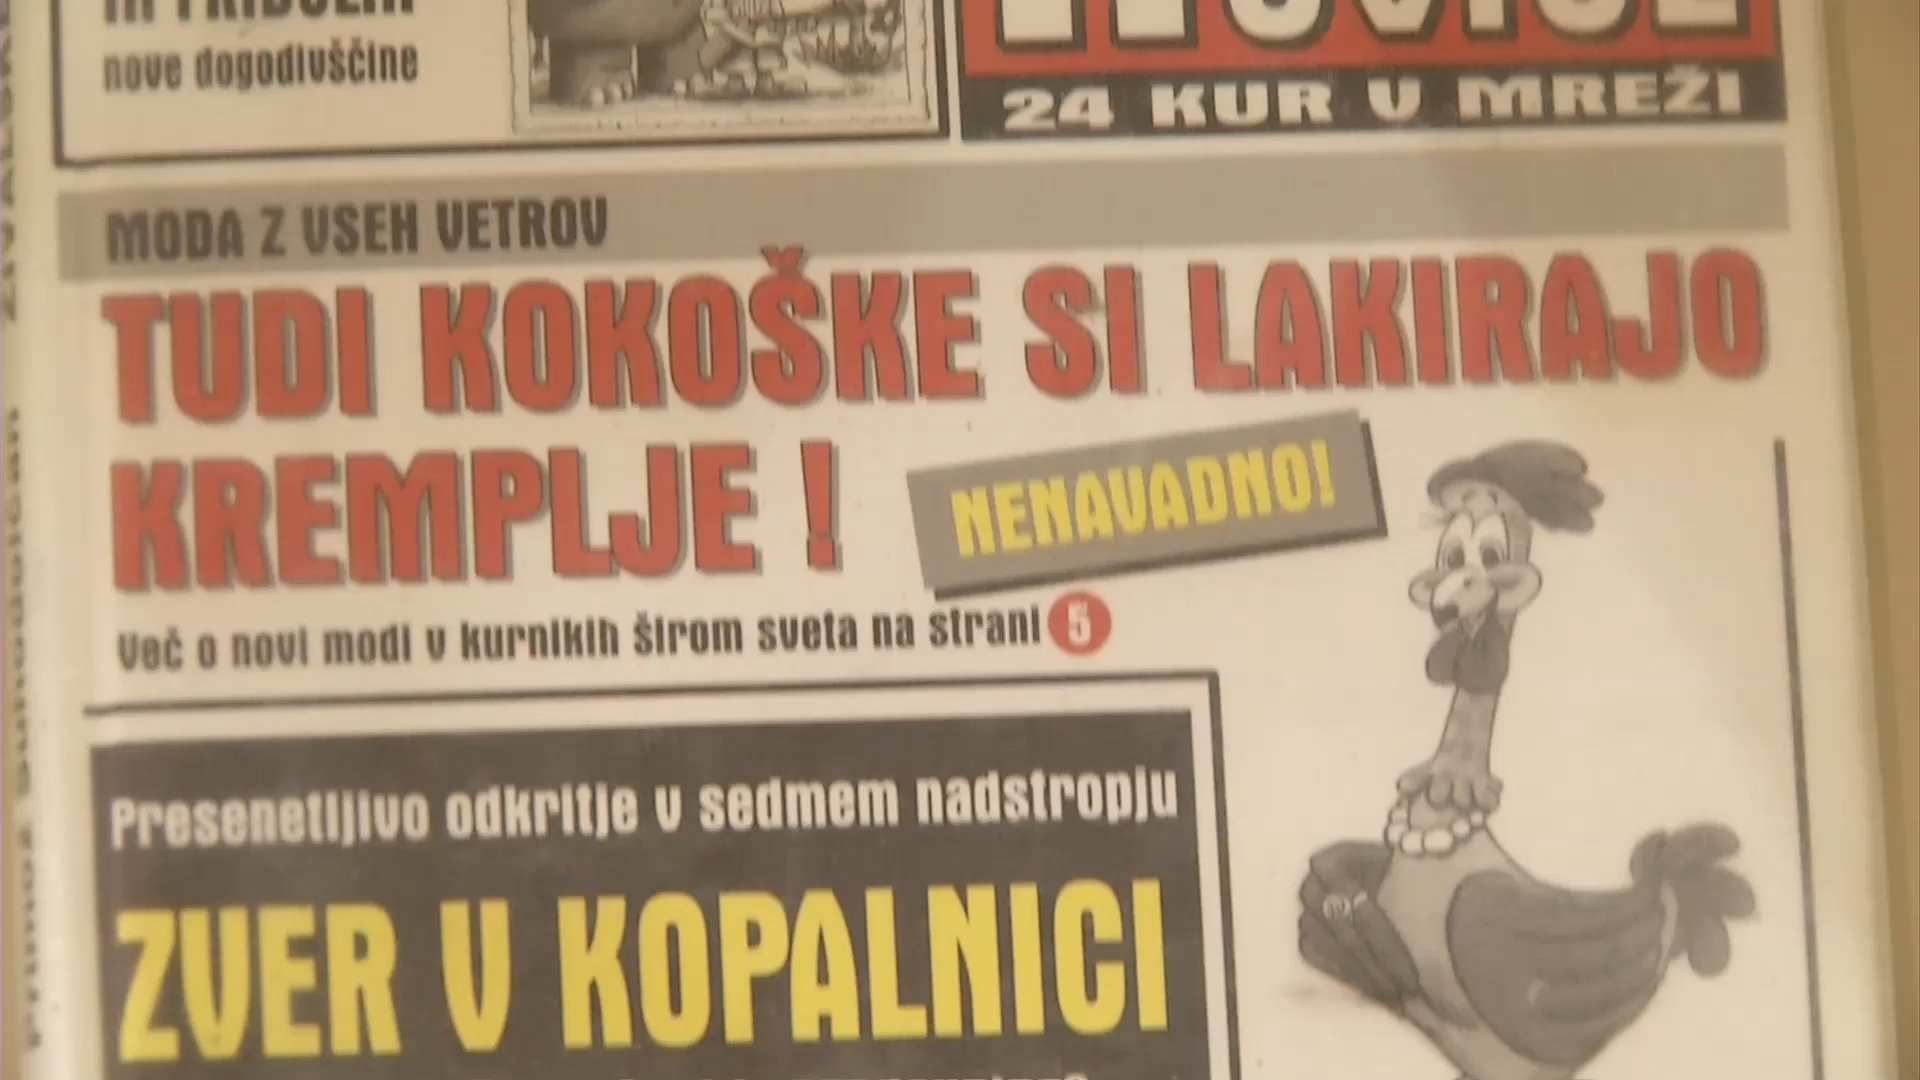 nove dogodivščine
24 KUR V MREŽI
MODA Z VSEH VETROV
TUDI KOKOŠKE SI LAKIRAJO
KREMPLJE !
NENAVADNO!
Več o novi modi v kurnikih širom sveta na strani 5
Presenetljivo odkritje v sedmem nadstropju
ZVER V KOPALNICI